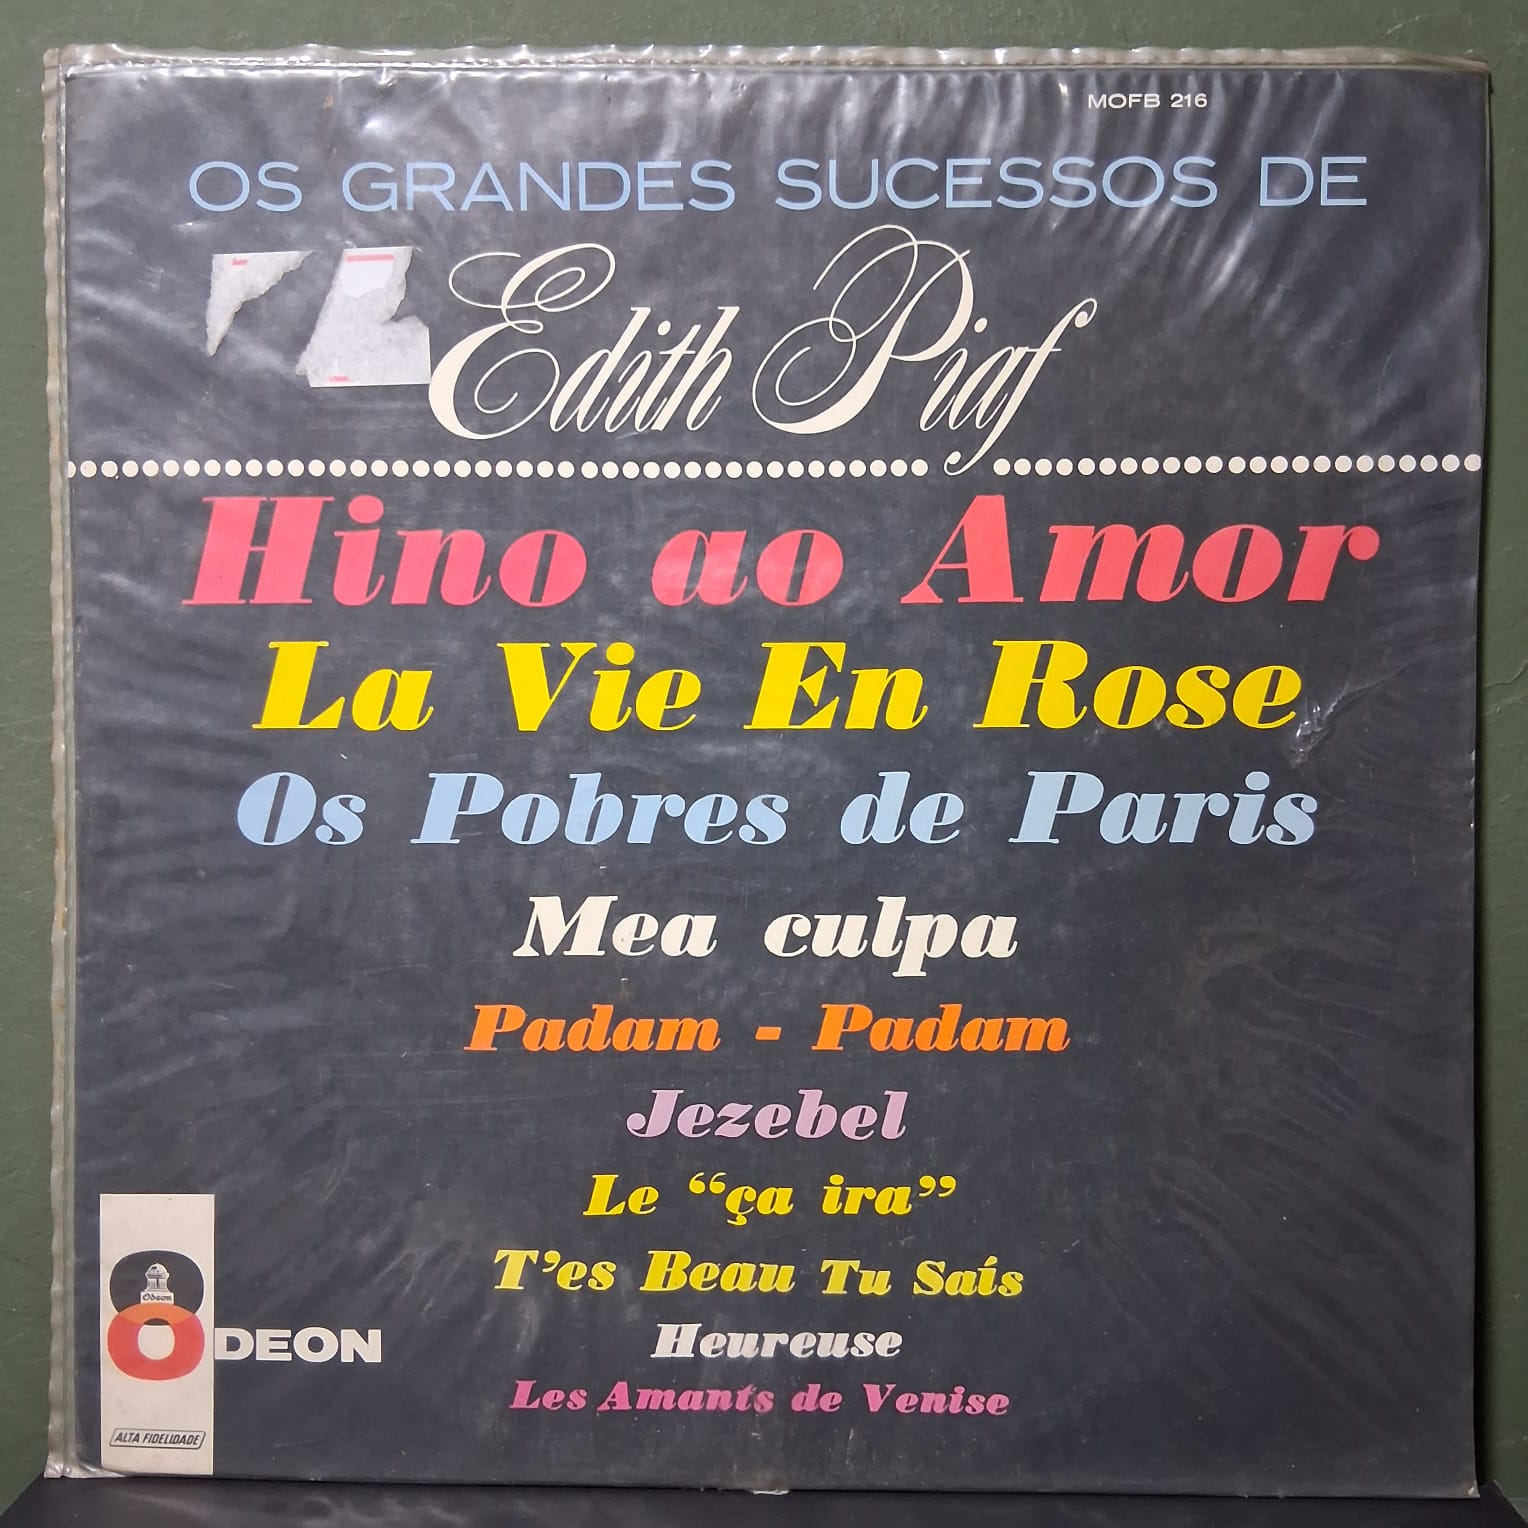 MOFB 216
OS GRANDES SUCESSOS DE
Edith Piaf
Hino ao Amor
La Vie En Rose
Os Pobres de Paris
Mea culpa
Padam - Padam
Jezebel
Le “ça ira”
T’es Beau Tu Saís
Heureuse
Les Amants de Venise
Odeon
ODEON
ALTA FIDELIDADE